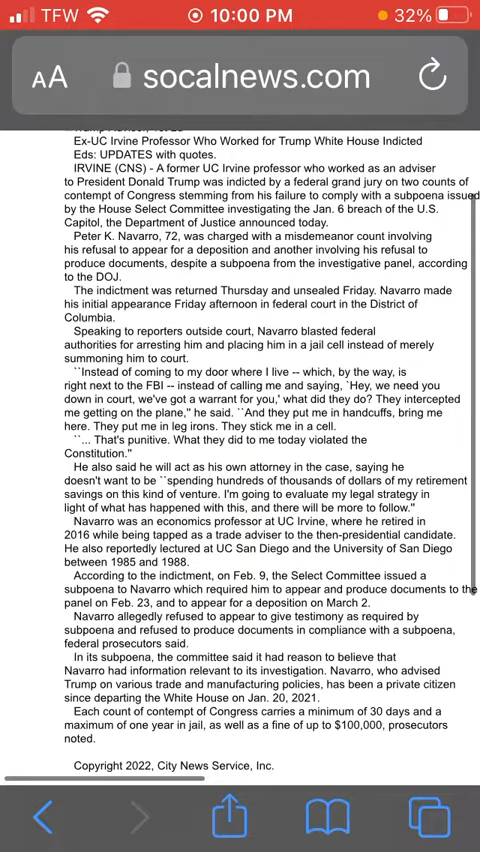 TFW 10:00 PM 32%
AA socalnews.com
Trump Advisor, 1st Ld
Ex-UC Irvine Professor Who Worked for Trump White House Indicted
Eds: UPDATES with quotes.
IRVINE (CNS) - A former UC Irvine professor who worked as an adviser
to President Donald Trump was indicted by a federal grand jury on two counts of
contempt of Congress stemming from his failure to comply with a subpoena issued
by the House Select Committee investigating the Jan. 6 breach of the U.S.
Capitol, the Department of Justice announced today.
Peter K. Navarro, 72, was charged with a misdemeanor count involving
his refusal to appear for a deposition and another involving his refusal to
produce documents, despite a subpoena from the investigative panel, according
to the DOJ.
The indictment was returned Thursday and unsealed Friday. Navarro made
his initial appearance Friday afternoon in federal court in the District of
Columbia.
Speaking to reporters outside court, Navarro blasted federal
authorities for arresting him and placing him in a jail cell instead of merely
summoning him to court.
``Instead of coming to my door where I live -- which, by the way, is
right next to the FBI -- instead of calling me and saying, `Hey, we need you
down in court, we've got a warrant for you,' what did they do? They intercepted
me getting on the plane,'' he said. ``And they put me in handcuffs, bring me
here. They put me in leg irons. They stick me in a cell.
``... That's punitive. What they did to me today violated the
Constitution.''
He also said he will act as his own attorney in the case, saying he
doesn't want to be ``spending hundreds of thousands of dollars of my retirement
savings on this kind of venture. I'm going to evaluate my legal strategy in
light of what has happened with this, and there will be more to follow.''
Navarro was an economics professor at UC Irvine, where he retired in
2016 while being tapped as a trade adviser to the then-presidential candidate.
He also reportedly lectured at UC San Diego and the University of San Diego
between 1985 and 1988.
According to the indictment, on Feb. 9, the Select Committee issued a
subpoena to Navarro which required him to appear and produce documents to the
panel on Feb. 23, and to appear for a deposition on March 2.
Navarro allegedly refused to appear to give testimony as required by
subpoena and refused to produce documents in compliance with a subpoena,
federal prosecutors said.
In its subpoena, the committee said it had reason to believe that
Navarro had information relevant to its investigation. Navarro, who advised
Trump on various trade and manufacturing policies, has been a private citizen
since departing the White House on Jan. 20, 2021.
Each count of contempt of Congress carries a minimum of 30 days and a
maximum of one year in jail, as well as a fine of up to $100,000, prosecutors
noted.
Copyright 2022, City News Service, Inc.